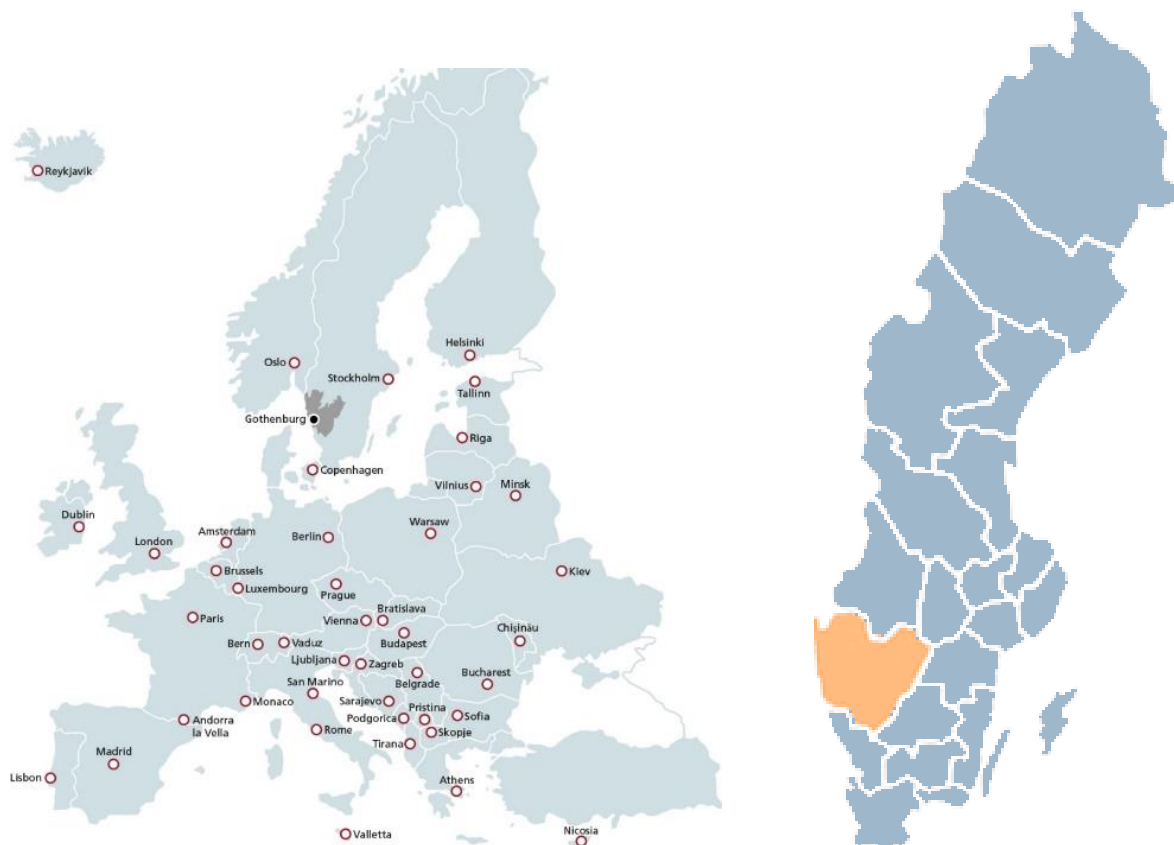 Reykjavik
Helsinki
Oslo
Stockholm
Tallinn
Gothenburg
Riga
Copenhagen
Vilnius
Minsk
Dublin
Warsaw
Amsterdam
Berlin
London
Brussels
Kiev
Luxembourg
Prague
Bratislava
Paris
Vienna
Chişinău
Bern
Vaduz
Budapest
Ljubljana
Zagreb
Bucharest
Belgrade
San Marino
Monaco
Sarajevo
Pristina
Sofia
Andorra
la Vella
Podgorica
Rome
Skopje
Tirana
Madrid
Lisbon
Athens
Valletta
Nicosia